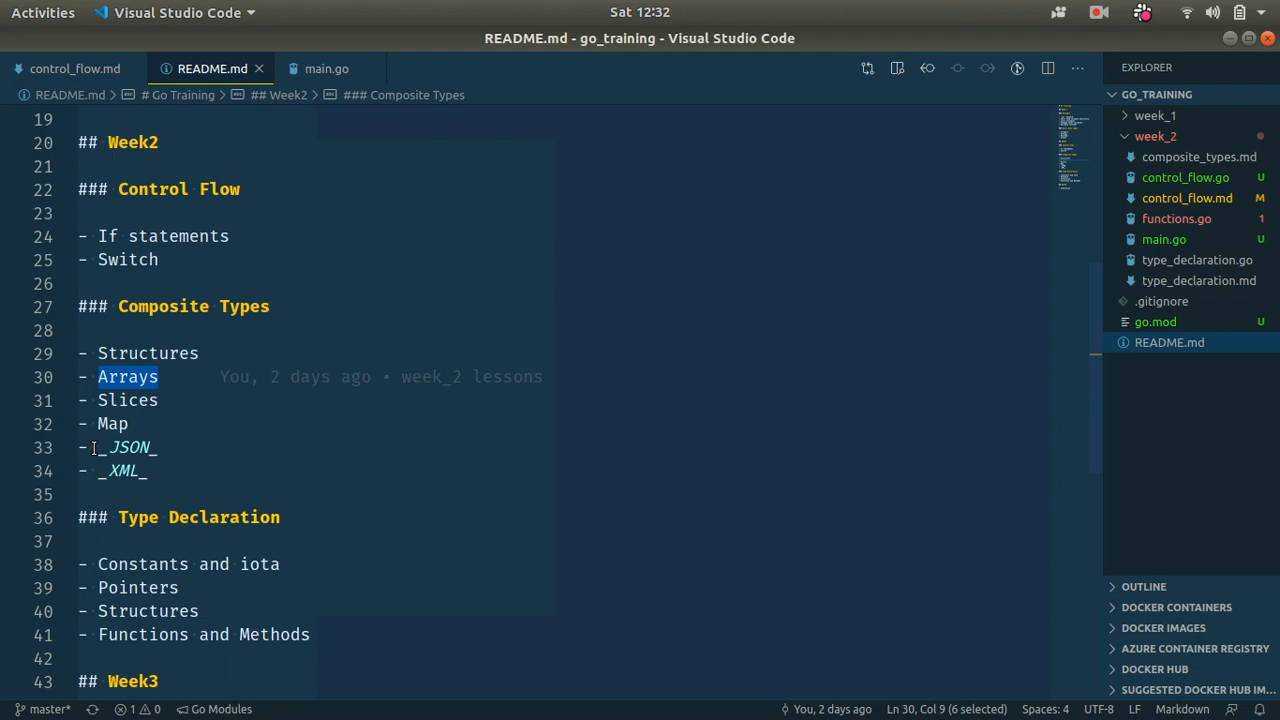 Activities Visual Studio Code Sat 12:32
README.md - go_training - Visual Studio Code
control_flow.md README.md main.go
README.md # Go Training ## Week2 ### Composite Types
19
20 ## Week2
21
22 ### Control Flow
23
24 - If statements
25 - Switch
26
27 ### Composite Types
28
29 - Structures
30 - Arrays You, 2 days ago • week_2 lessons
31 - Slices
32 - Map
33 - _JSON_
34 - _XML_
35
36 ### Type Declaration
37
38 - Constants and iota
39 - Pointers
40 - Structures
41 - Functions and Methods
42
43 ## Week3
EXPLORER
GO_TRAINING
week_1
week_2
composite_types.md
control_flow.go U
control_flow.md M
functions.go 1
main.go U
type_declaration.go
type_declaration.md
.gitignore
go.mod U
README.md
OUTLINE
DOCKER CONTAINERS
DOCKER IMAGES
AZURE CONTAINER REGISTRY
DOCKER HUB
SUGGESTED DOCKER HUB IM...
master* 1 0 Go Modules You, 2 days ago Ln 30, Col 9 (6 selected) Spaces: 4 UTF-8 LF Markdown